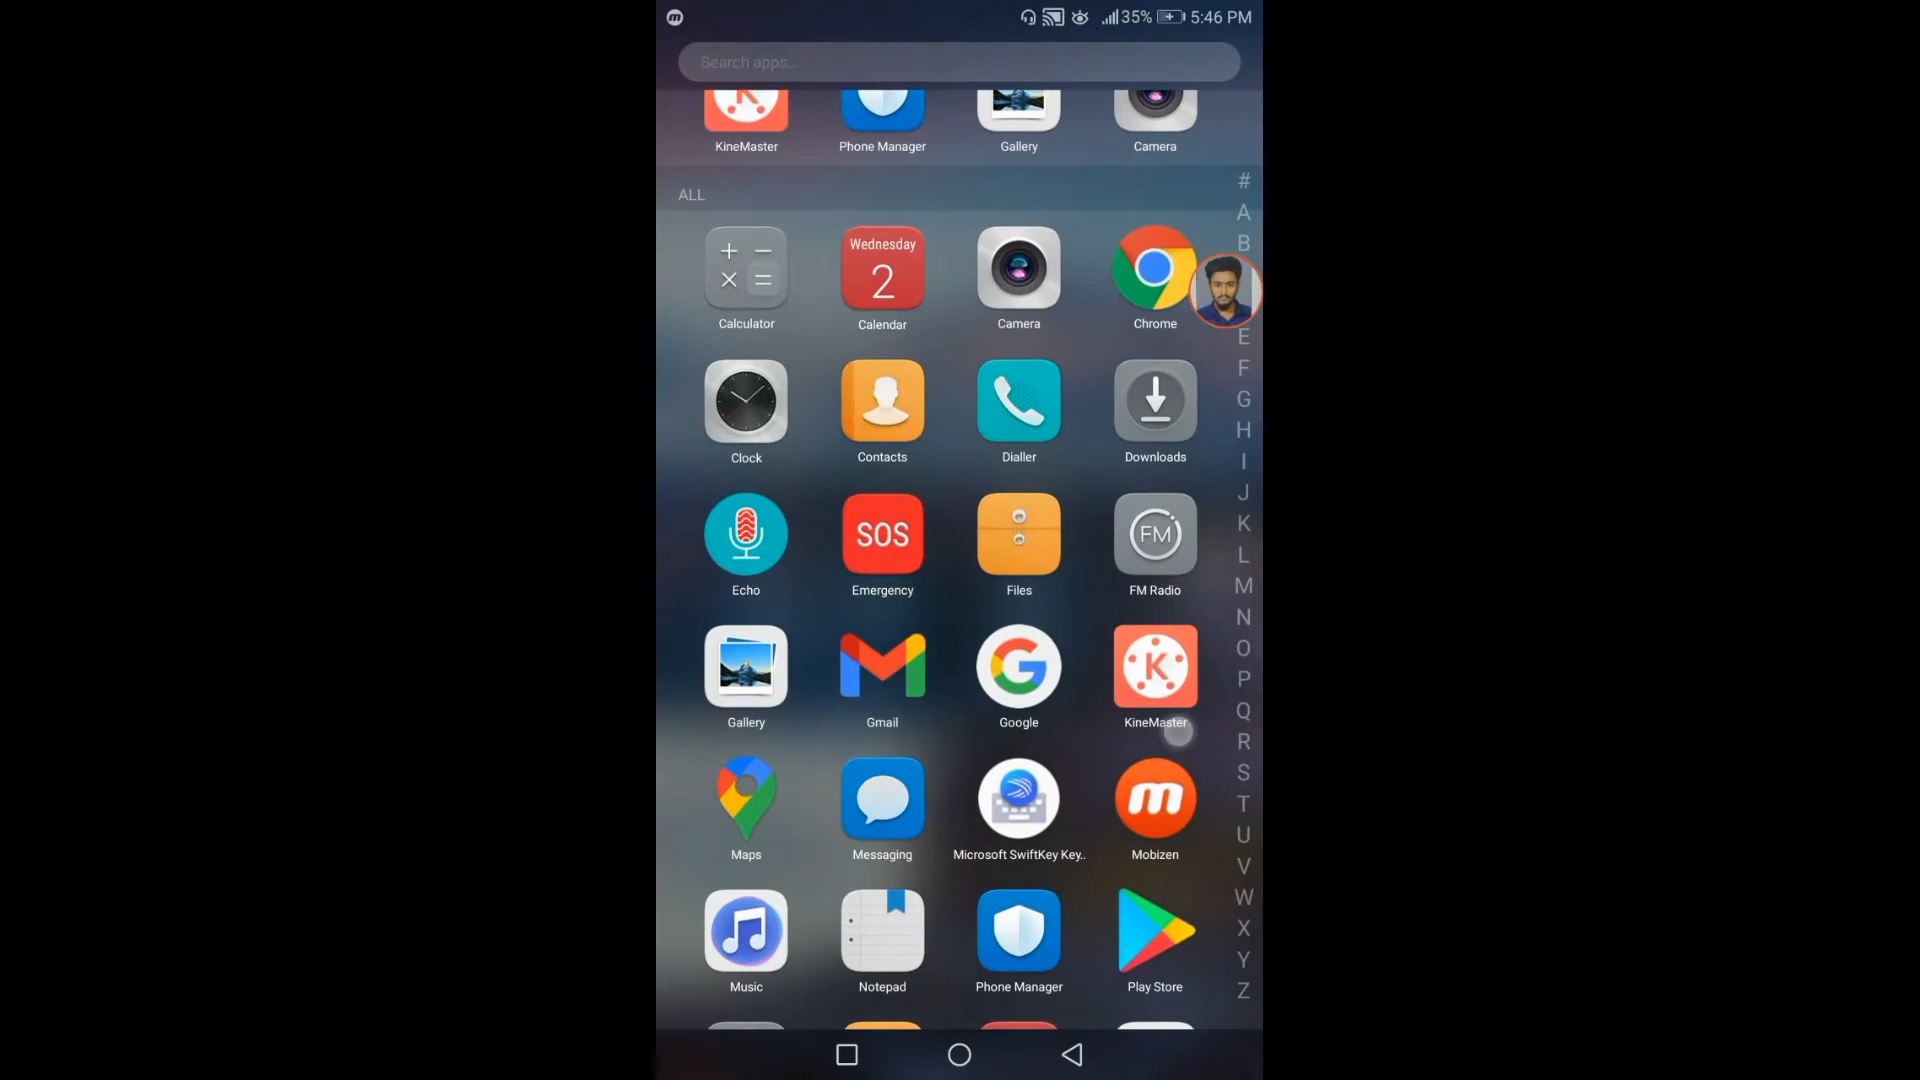 m 35% 5:46 PM
Search apps...
K
KineMaster Phone Manager Gallery Camera
ALL
#
A
B
E
F
G
H
I
J
K
L
M
N
O
P
Q
R
S
T
U
V
W
X
Y
Z
Wednesday
2
Calculator Calendar Camera Chrome
Clock Contacts Dialler Downloads
SOS FM
Echo Emergency Files FM Radio
G K
Gallery Gmail Google KineMaster
m
Maps Messaging Microsoft SwiftKey Key.. Mobizen
Music Notepad Phone Manager Play Store